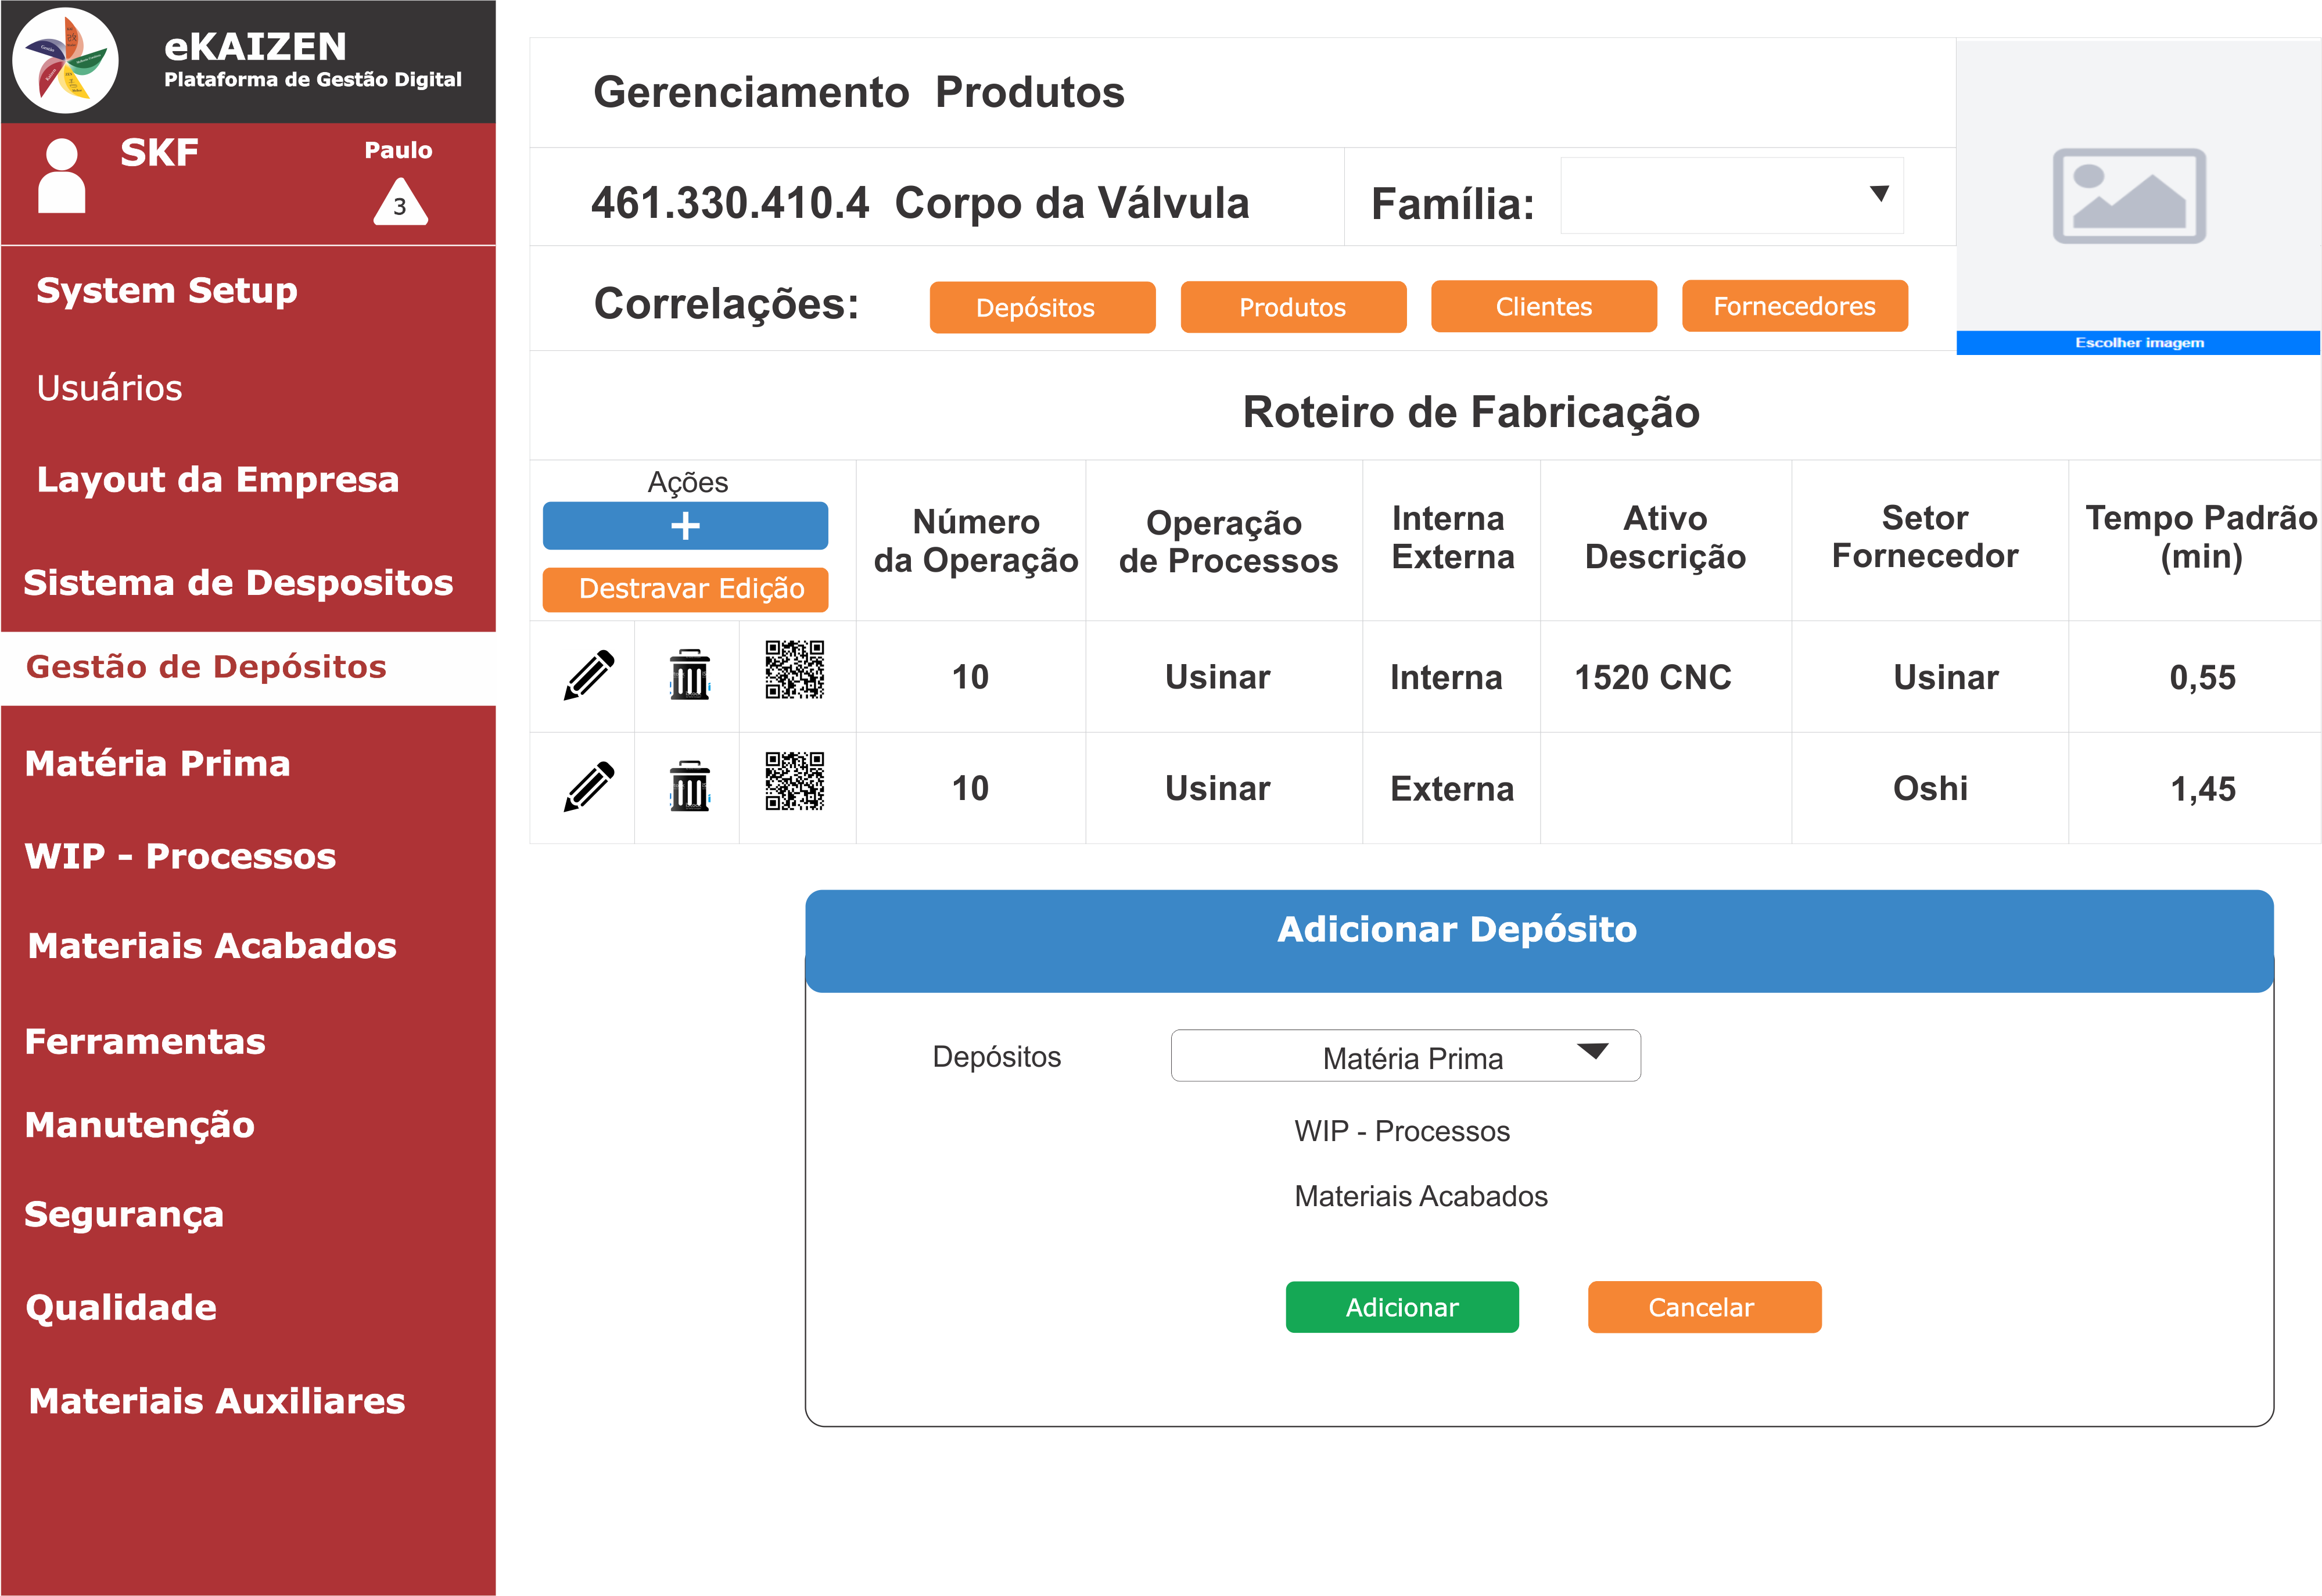 eKAIZEN
Plataforma de Gestão Digital
SKF
Paulo
3
System Setup
Usuários
Layout da Empresa
Sistema de Despositos
Gestão de Depósitos
Matéria Prima
WIP - Processos
Materiais Acabados
Ferramentas
Manutenção
Segurança
Qualidade
Materiais Auxiliares
Gerenciamento Produtos
461.330.410.4 Corpo da Válvula
Família:
Correlações:
Depósitos
Produtos
Clientes
Fornecedores
Escolher imagem
Roteiro de Fabricação
Ações
+
Destravar Edição
Número
da Operação
Operação
de Processos
Interna
Externa
Ativo
Descrição
Setor
Fornecedor
Tempo Padrão
(min)
10 Usinar Interna 1520 CNC Usinar 0,55
10 Usinar Externa Oshi 1,45
Adicionar Depósito
Depósitos
Matéria Prima
WIP - Processos
Materiais Acabados
Adicionar
Cancelar